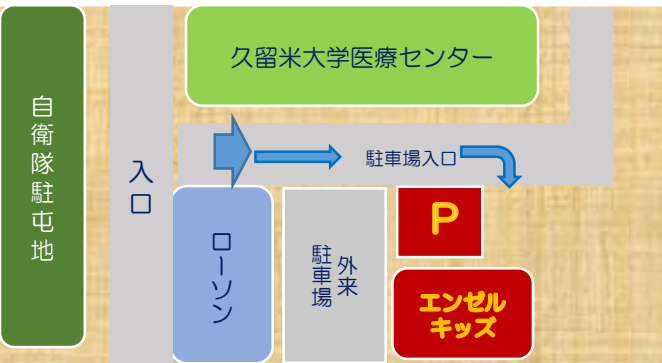 久留米大学医療センター
自衛隊駐屯地
入口
駐車場入口
P
ローソン
外来
駐車場
エンゼル
キッズ